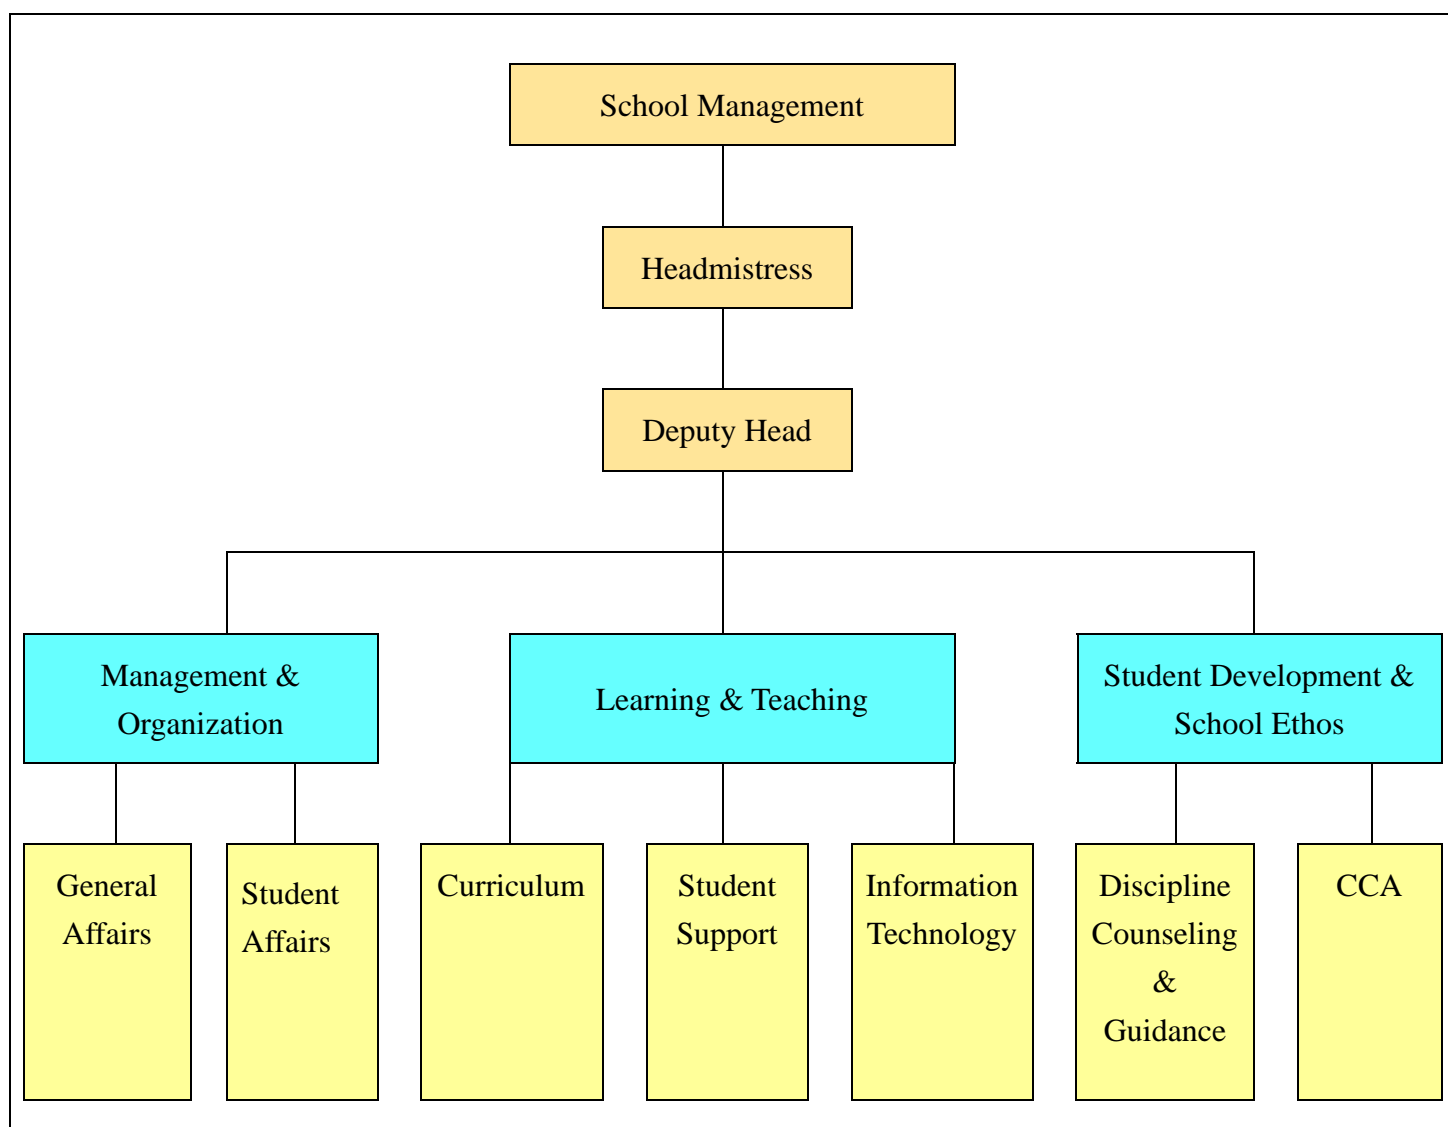 School Management
Headmistress
Deputy Head
Management &
Organization
Learning & Teaching
Student Development &
School Ethos
General
Affairs
Student
Affairs
Curriculum
Student
Support
Information
Technology
Discipline
Counseling
&
Guidance
CCA